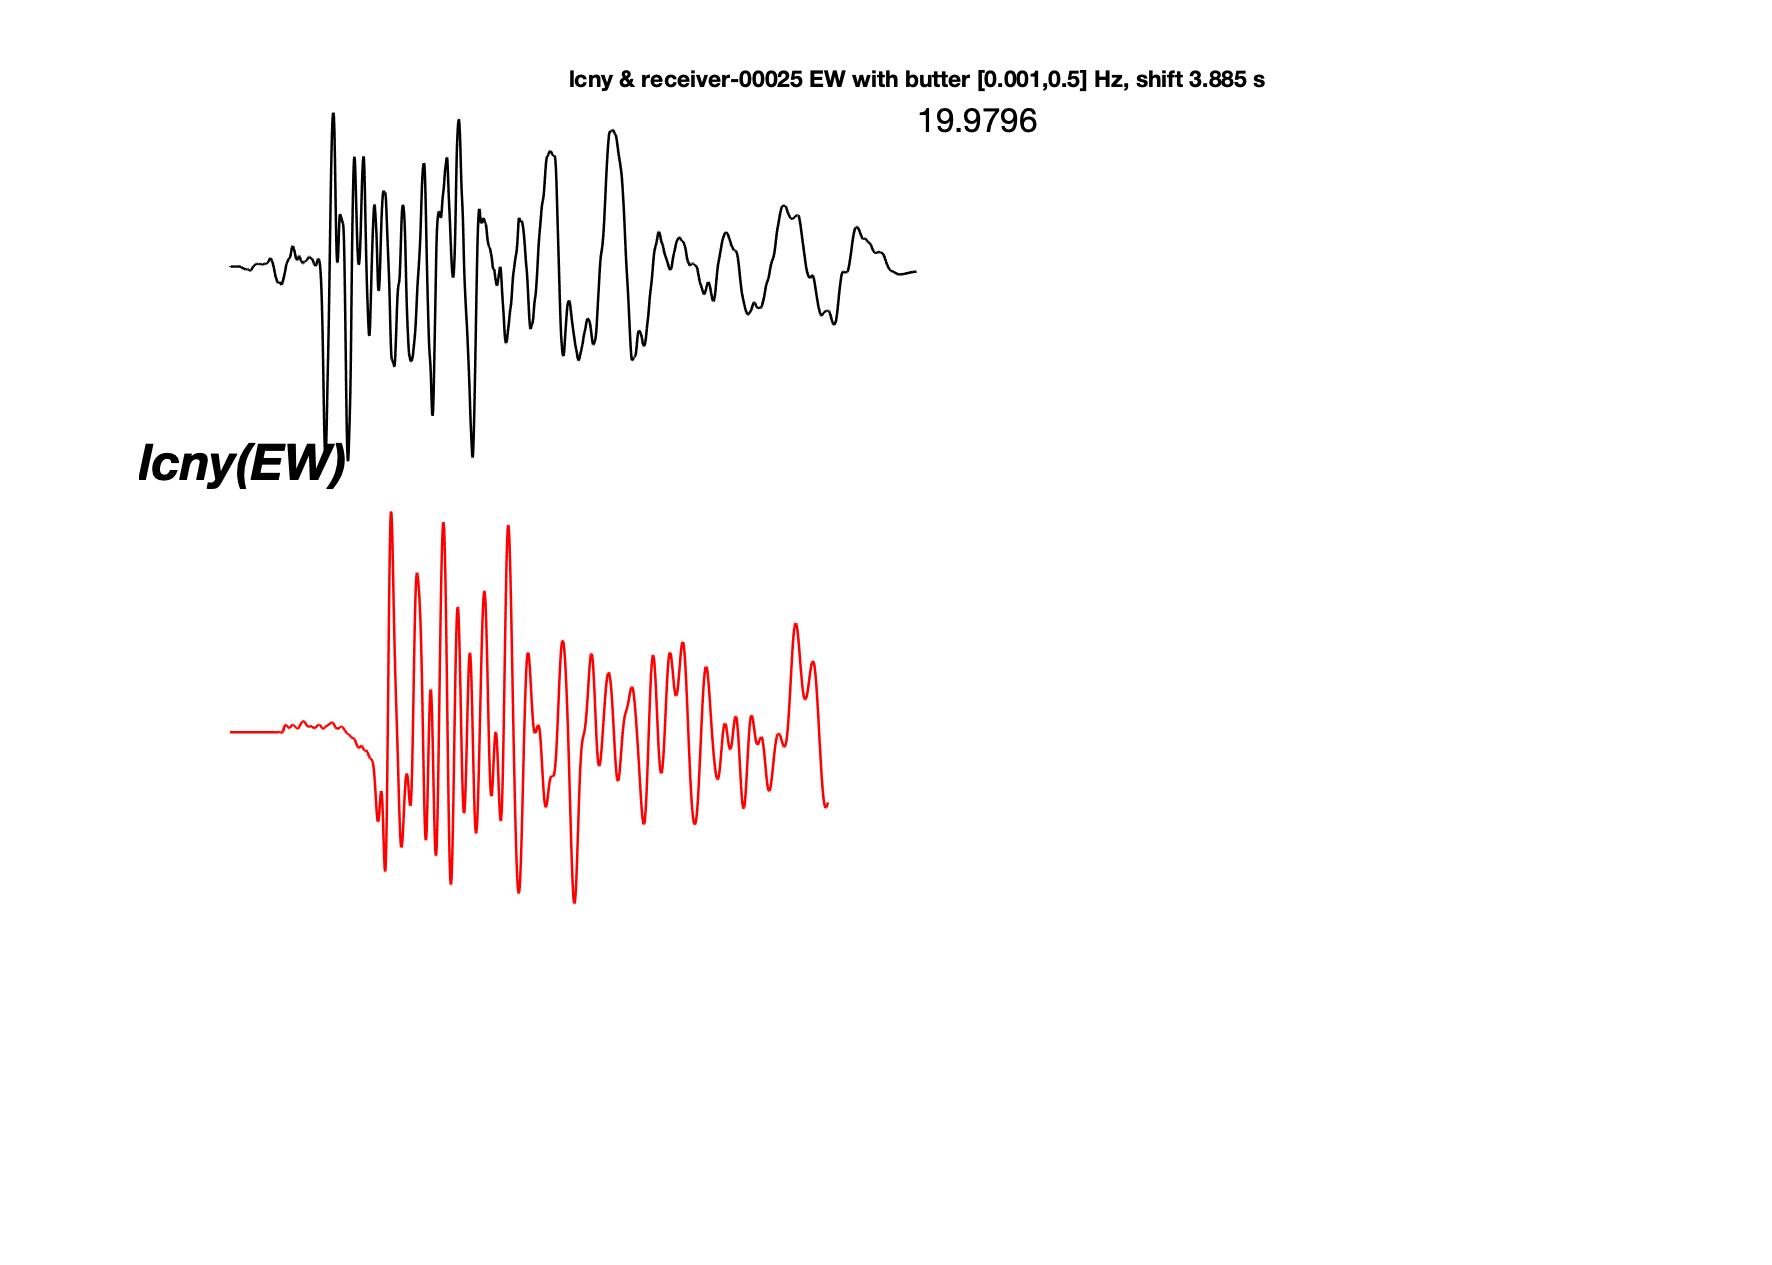 lcny & receiver-00025 EW with butter [0.001,0.5] Hz, shift 3.885 s
19.9796
lcny(EW)